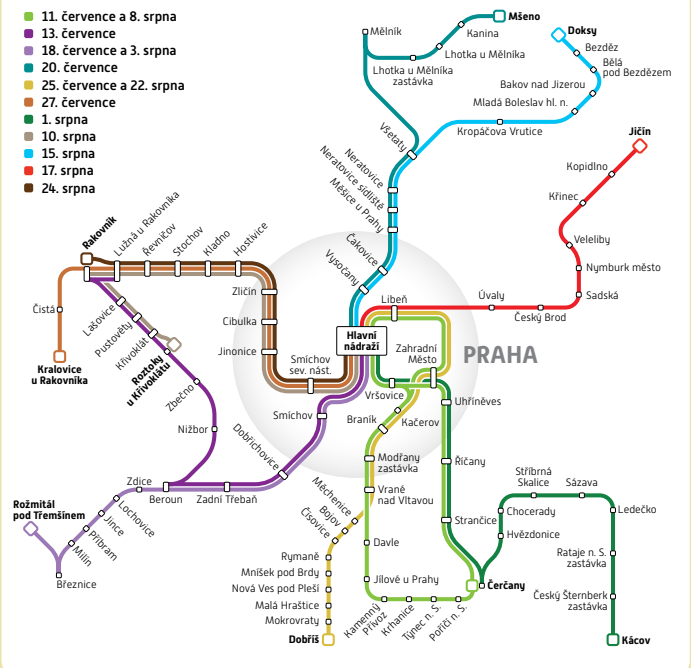 11. července a 8. srpna
13. července
18. července a 3. srpna
20. července
25. července a 22. srpna
27. července
1. srpna
10. srpna
15. srpna
17. srpna
24. srpna
Mělník
Kanina
Mšeno
Lhotka u Mělníka
Lhotka u Mělníka
zastávka
Doksy
Bezděz
Bělá
pod Bezdězem
Bakov nad Jizerou
Mladá Boleslav hl. n.
Kropáčova Vrutice
Všetaty
Neratovice
Neratovice sídliště
Měšice u Prahy
Čakovice
Vysočany
Jičín
Kopidlno
Křinec
Veleliby
Nymburk město
Sadská
Český Brod
Úvaly
Libeň
Rakovník
Lužná u Rakovníka
Řevničov
Stochov
Kladno
Hostivice
Zličín
Cibulka
Jinonice
Smíchov
sev. nást.
Hlavní
nádraží
Zahradní
Město
PRAHA
Čistá
Kralovice
u Rakovníka
Lašovice
Pustověty
Křivoklát
Roztoky
u Křivoklátu
Zbečno
Nižbor
Smíchov
Vršovice
Braník
Kačerov
Uhříněves
Dobřichovice
Modřany
zastávka
Vrané
nad Vltavou
Říčany
Strančice
Zdice
Beroun
Zadní Třebaň
Rožmitál
pod Třemšínem
Lochovice
Jince
Příbram
Milín
Březnice
Měchenice
Bojov
Čisovice
Rymaně
Mníšek pod Brdy
Nová Ves pod Pleší
Malá Hraštice
Mokrovraty
Dobříš
Davle
Jílové u Prahy
Kamenný
Přívoz
Krhanice
Týnec n. S.
Poříčí n. S.
Čerčany
Stříbrná
Skalice
Sázava
Chocerady
Hvězdonice
Ledečko
Rataje n. S.
zastávka
Český Šternberk
zastávka
Kácov